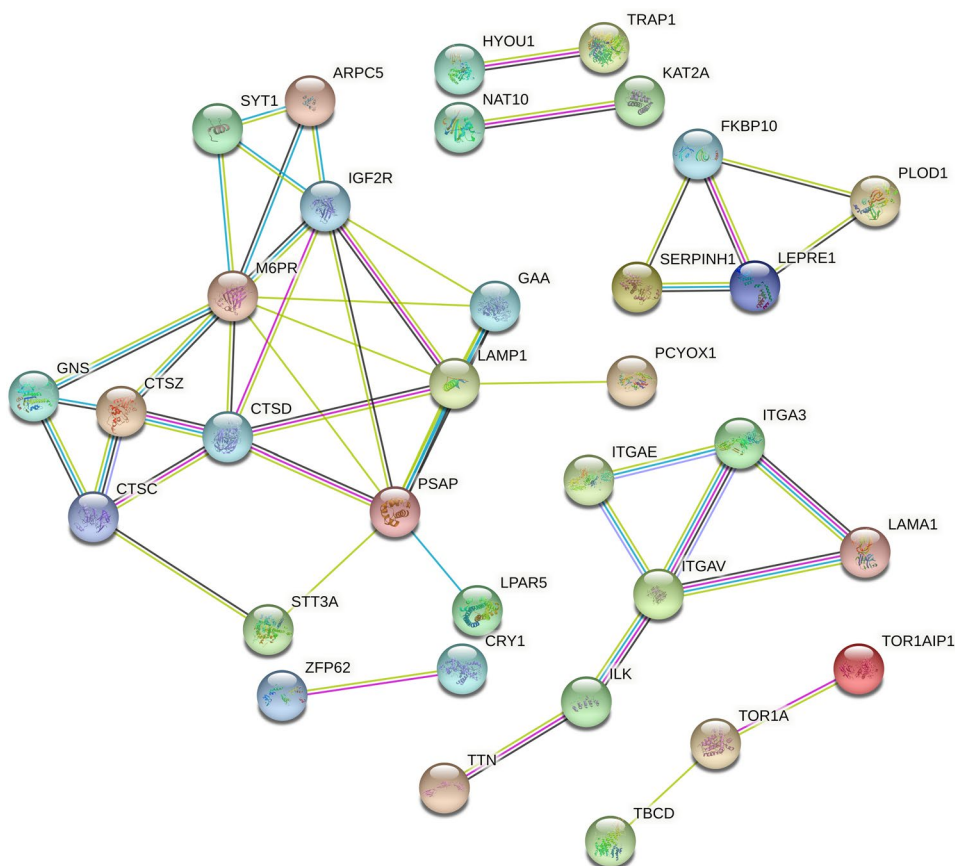 TRAP1
HYOU1
ARPC5
KAT2A
SYT1
NAT10
FKBP10
PLOD1
IGF2R
SERPINH1
LEPRE1
M6PR
GAA
PCYOX1
LAMP1
GNS
CTSZ
CTSD
ITGA3
ITGAE
PSAP
CTSC
LAMA1
ITGAV
LPAR5
STT3A
CRY1
TOR1AIP1
ZFP62
ILK
TOR1A
TTN
TBCD